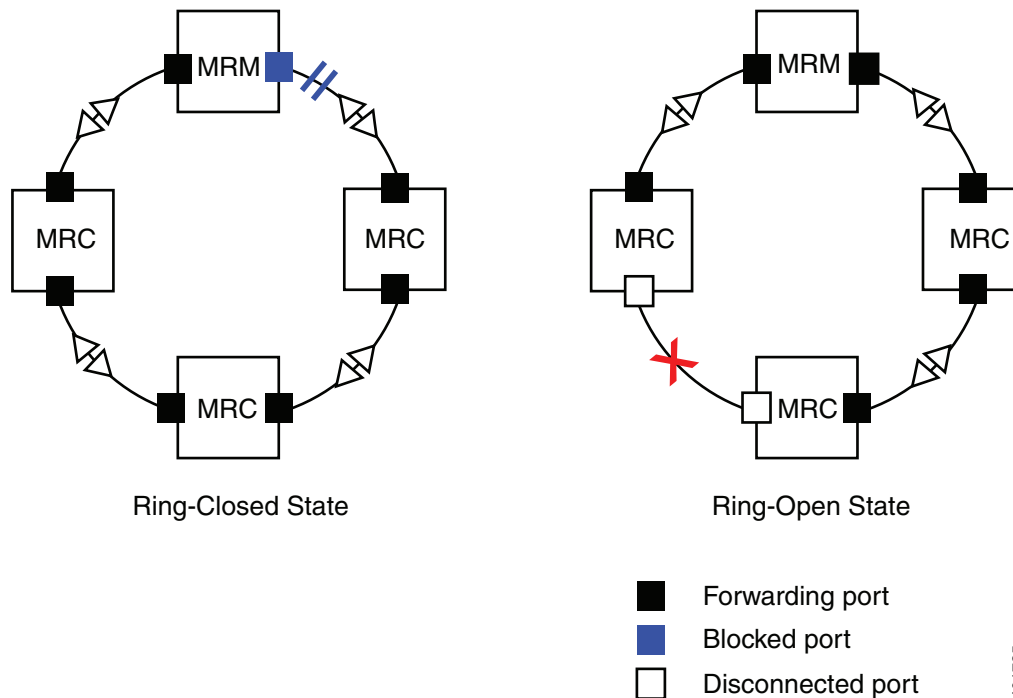 MRM
MRC
MRC
MRC
Ring-Closed State
MRM
MRC
MRC
MRC
Ring-Open State
Forwarding port
Blocked port
Disconnected port